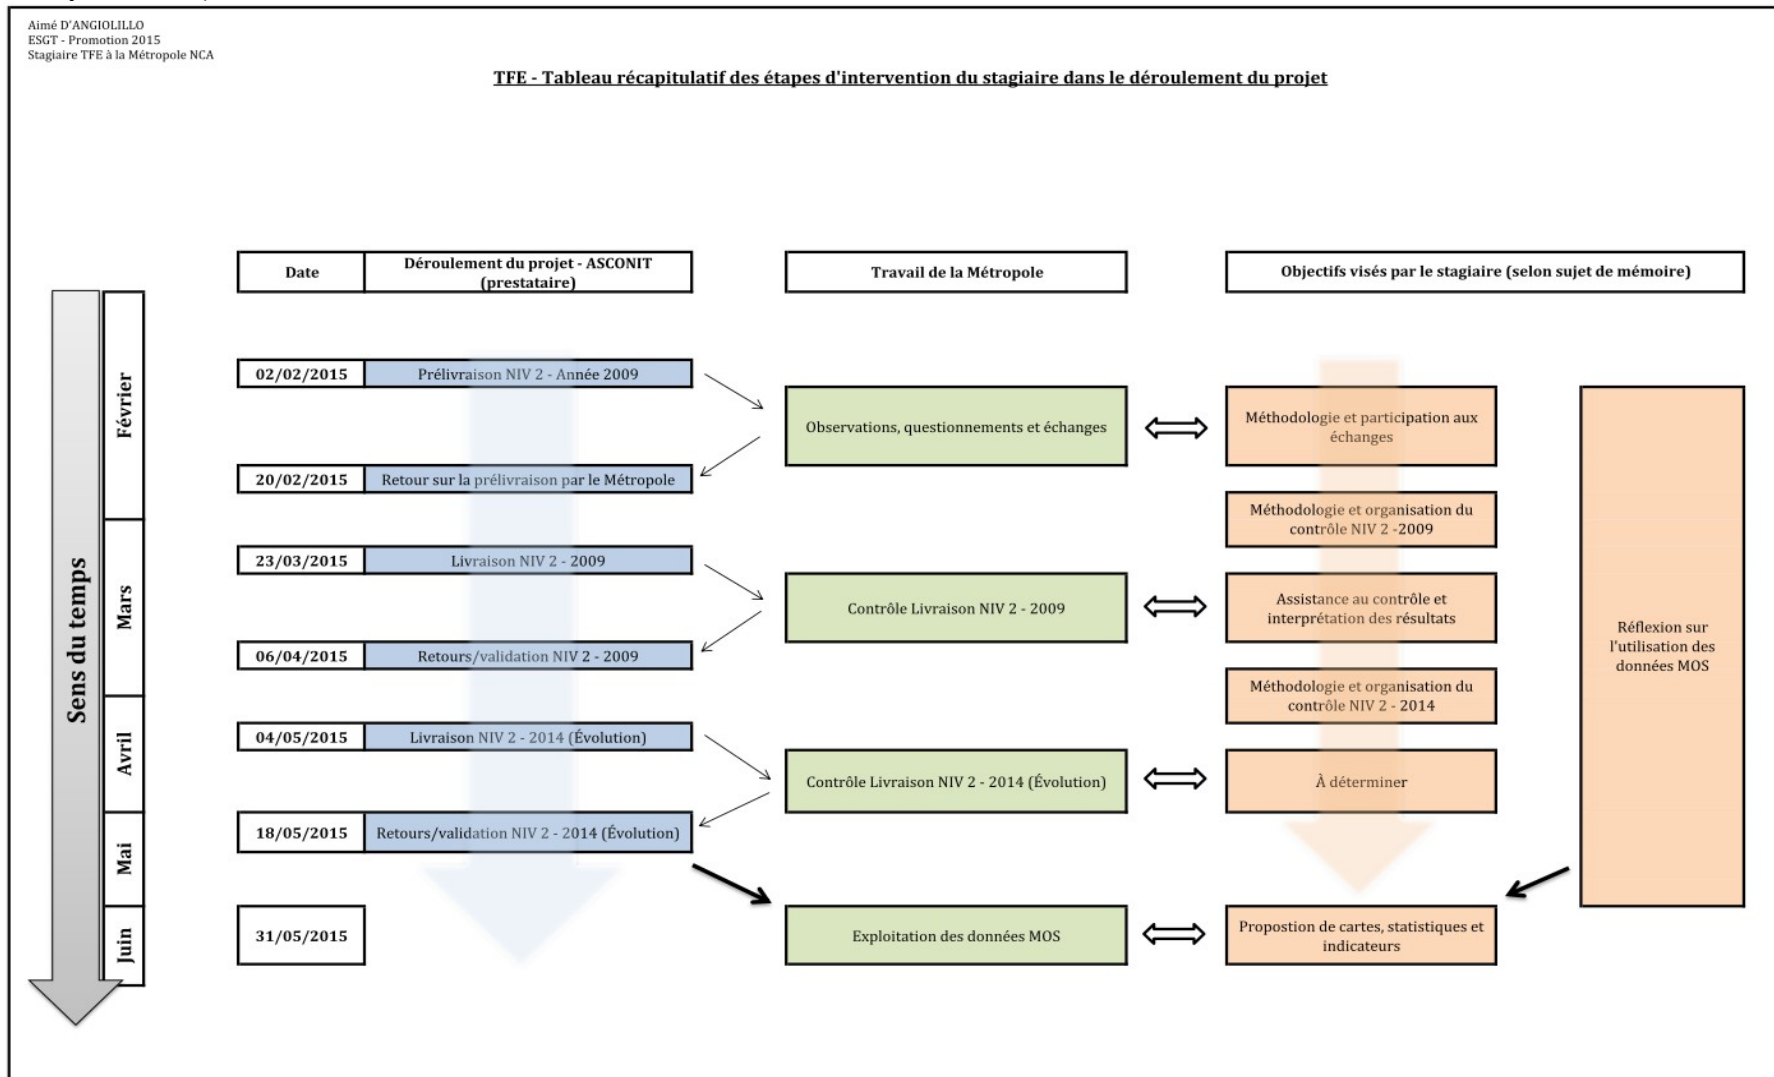 Aimé D'ANGIOLILLO
ESGT - Promotion 2015
Stagiaire TFE à la Métropole NCA
TFE - Tableau récapitulatif des étapes d'intervention du stagiaire dans le déroulement du projet
Date
Déroulement du projet - ASCONIT
(prestataire)
Travail de la Métropole
Objectifs visés par le stagiaire (selon sujet de mémoire)
Sens du temps
Février
Mars
Avril
Mai
Juin
02/02/2015
Prélivraison NIV 2 - Année 2009
Observations, questionnements et échanges
Méthodologie et participation aux
échanges
20/02/2015
Retour sur la prélivraison par le Métropole
Méthodologie et organisation du
contrôle NIV 2 -2009
23/03/2015
Livraison NIV 2 - 2009
Contrôle Livraison NIV 2 - 2009
Assistance au contrôle et
interprétation des résultats
06/04/2015
Retours/validation NIV 2 - 2009
Réflexion sur
l'utilisation des
données MOS
Méthodologie et organisation du
contrôle NIV 2 - 2014
04/05/2015
Livraison NIV 2 - 2014 (Évolution)
Contrôle Livraison NIV 2 - 2014 (Évolution)
À déterminer
18/05/2015
Retours/validation NIV 2 - 2014 (Évolution)
31/05/2015
Exploitation des données MOS
Propostion de cartes, statistiques et
indicateurs